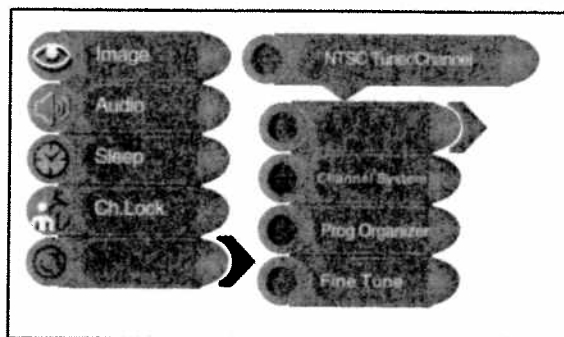 Image
Audio
Sleep
Ch.Lock
NTSC Tuner Channel
Channel System
Prog Organizer
Fine Tune